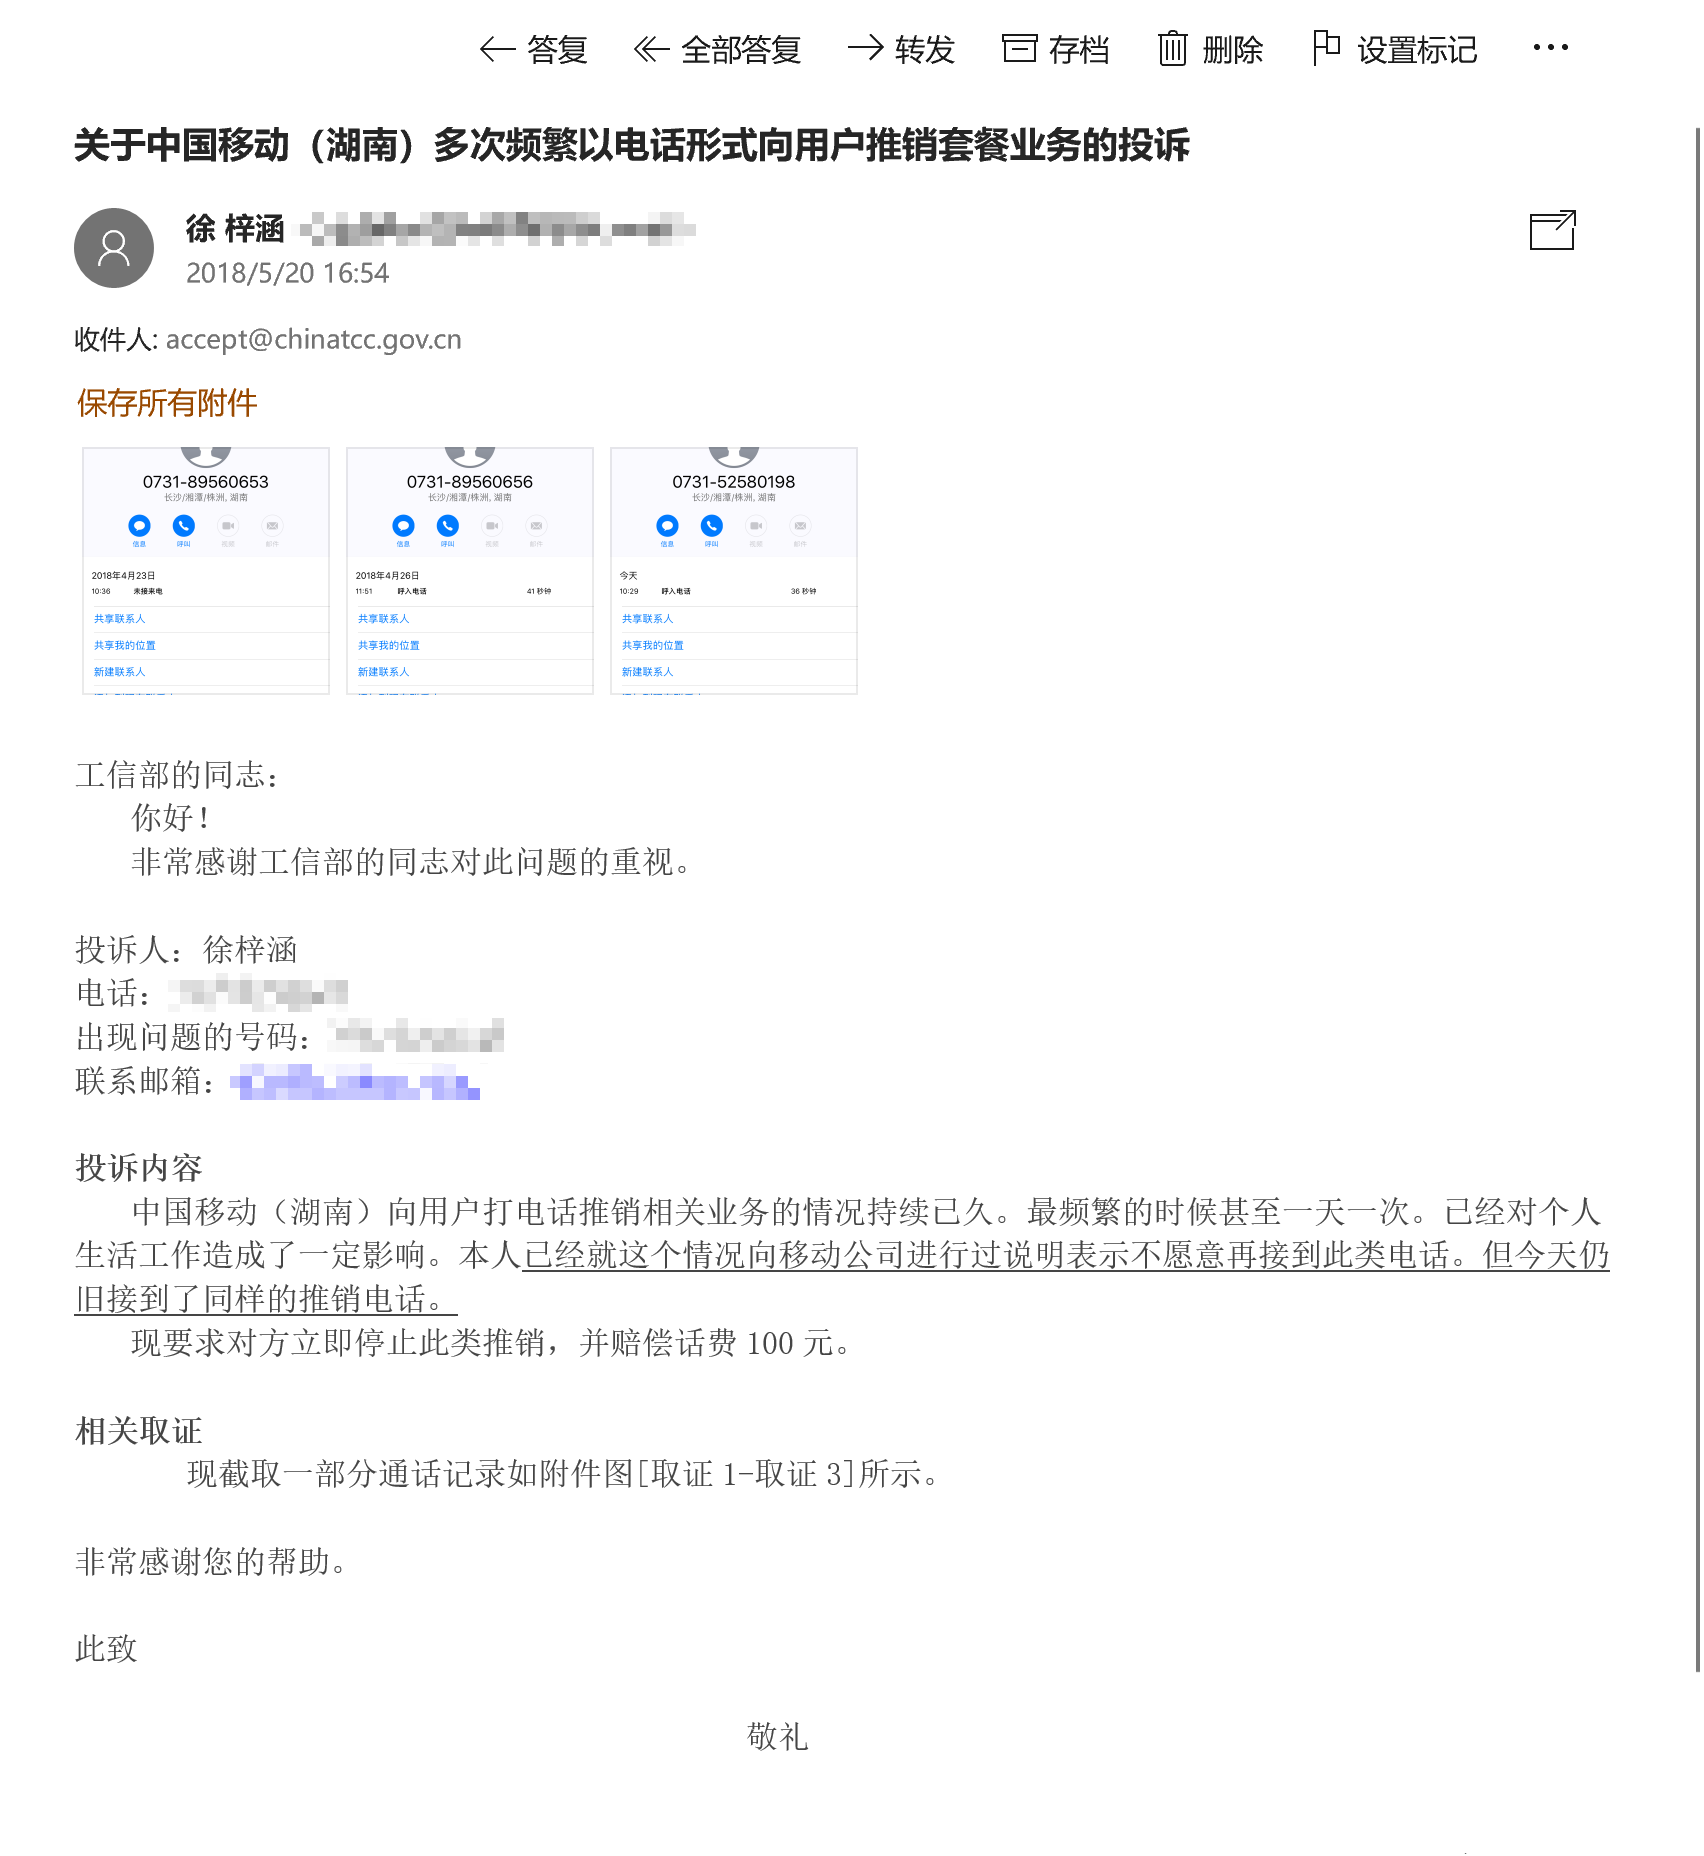 答复 全部答复 转发 存档 删除 设置标记
关于中国移动（湖南）多次频繁以电话形式向用户推销套餐业务的投诉
徐 梓涵
2018/5/20 16:54
收件人: accept@chinatcc.gov.cn
保存所有附件
0731-89560653
长沙/湘潭/株洲, 湖南
信息 呼叫 视频 邮件
2018年4月23日
10:36 未接来电
共享联系人
共享我的位置
新建联系人
0731-89560656
长沙/湘潭/株洲, 湖南
信息 呼叫 视频 邮件
2018年4月26日
11:51 呼入电话 41 秒钟
共享联系人
共享我的位置
新建联系人
0731-52580198
长沙/湘潭/株洲, 湖南
信息 呼叫 视频 邮件
今天
10:29 呼入电话 36 秒钟
共享联系人
共享我的位置
新建联系人
工信部的同志：
你好！
非常感谢工信部的同志对此问题的重视。
投诉人：徐梓涵
电话：
出现问题的号码：
联系邮箱：
投诉内容
中国移动（湖南）向用户打电话推销相关业务的情况持续已久。最频繁的时候甚至一天一次。已经对个人
生活工作造成了一定影响。本人已经就这个情况向移动公司进行过说明表示不愿意再接到此类电话。但今天仍
旧接到了同样的推销电话。
现要求对方立即停止此类推销，并赔偿话费 100 元。
相关取证
现截取一部分通话记录如附件图[取证 1-取证 3]所示。
非常感谢您的帮助。
此致
敬礼